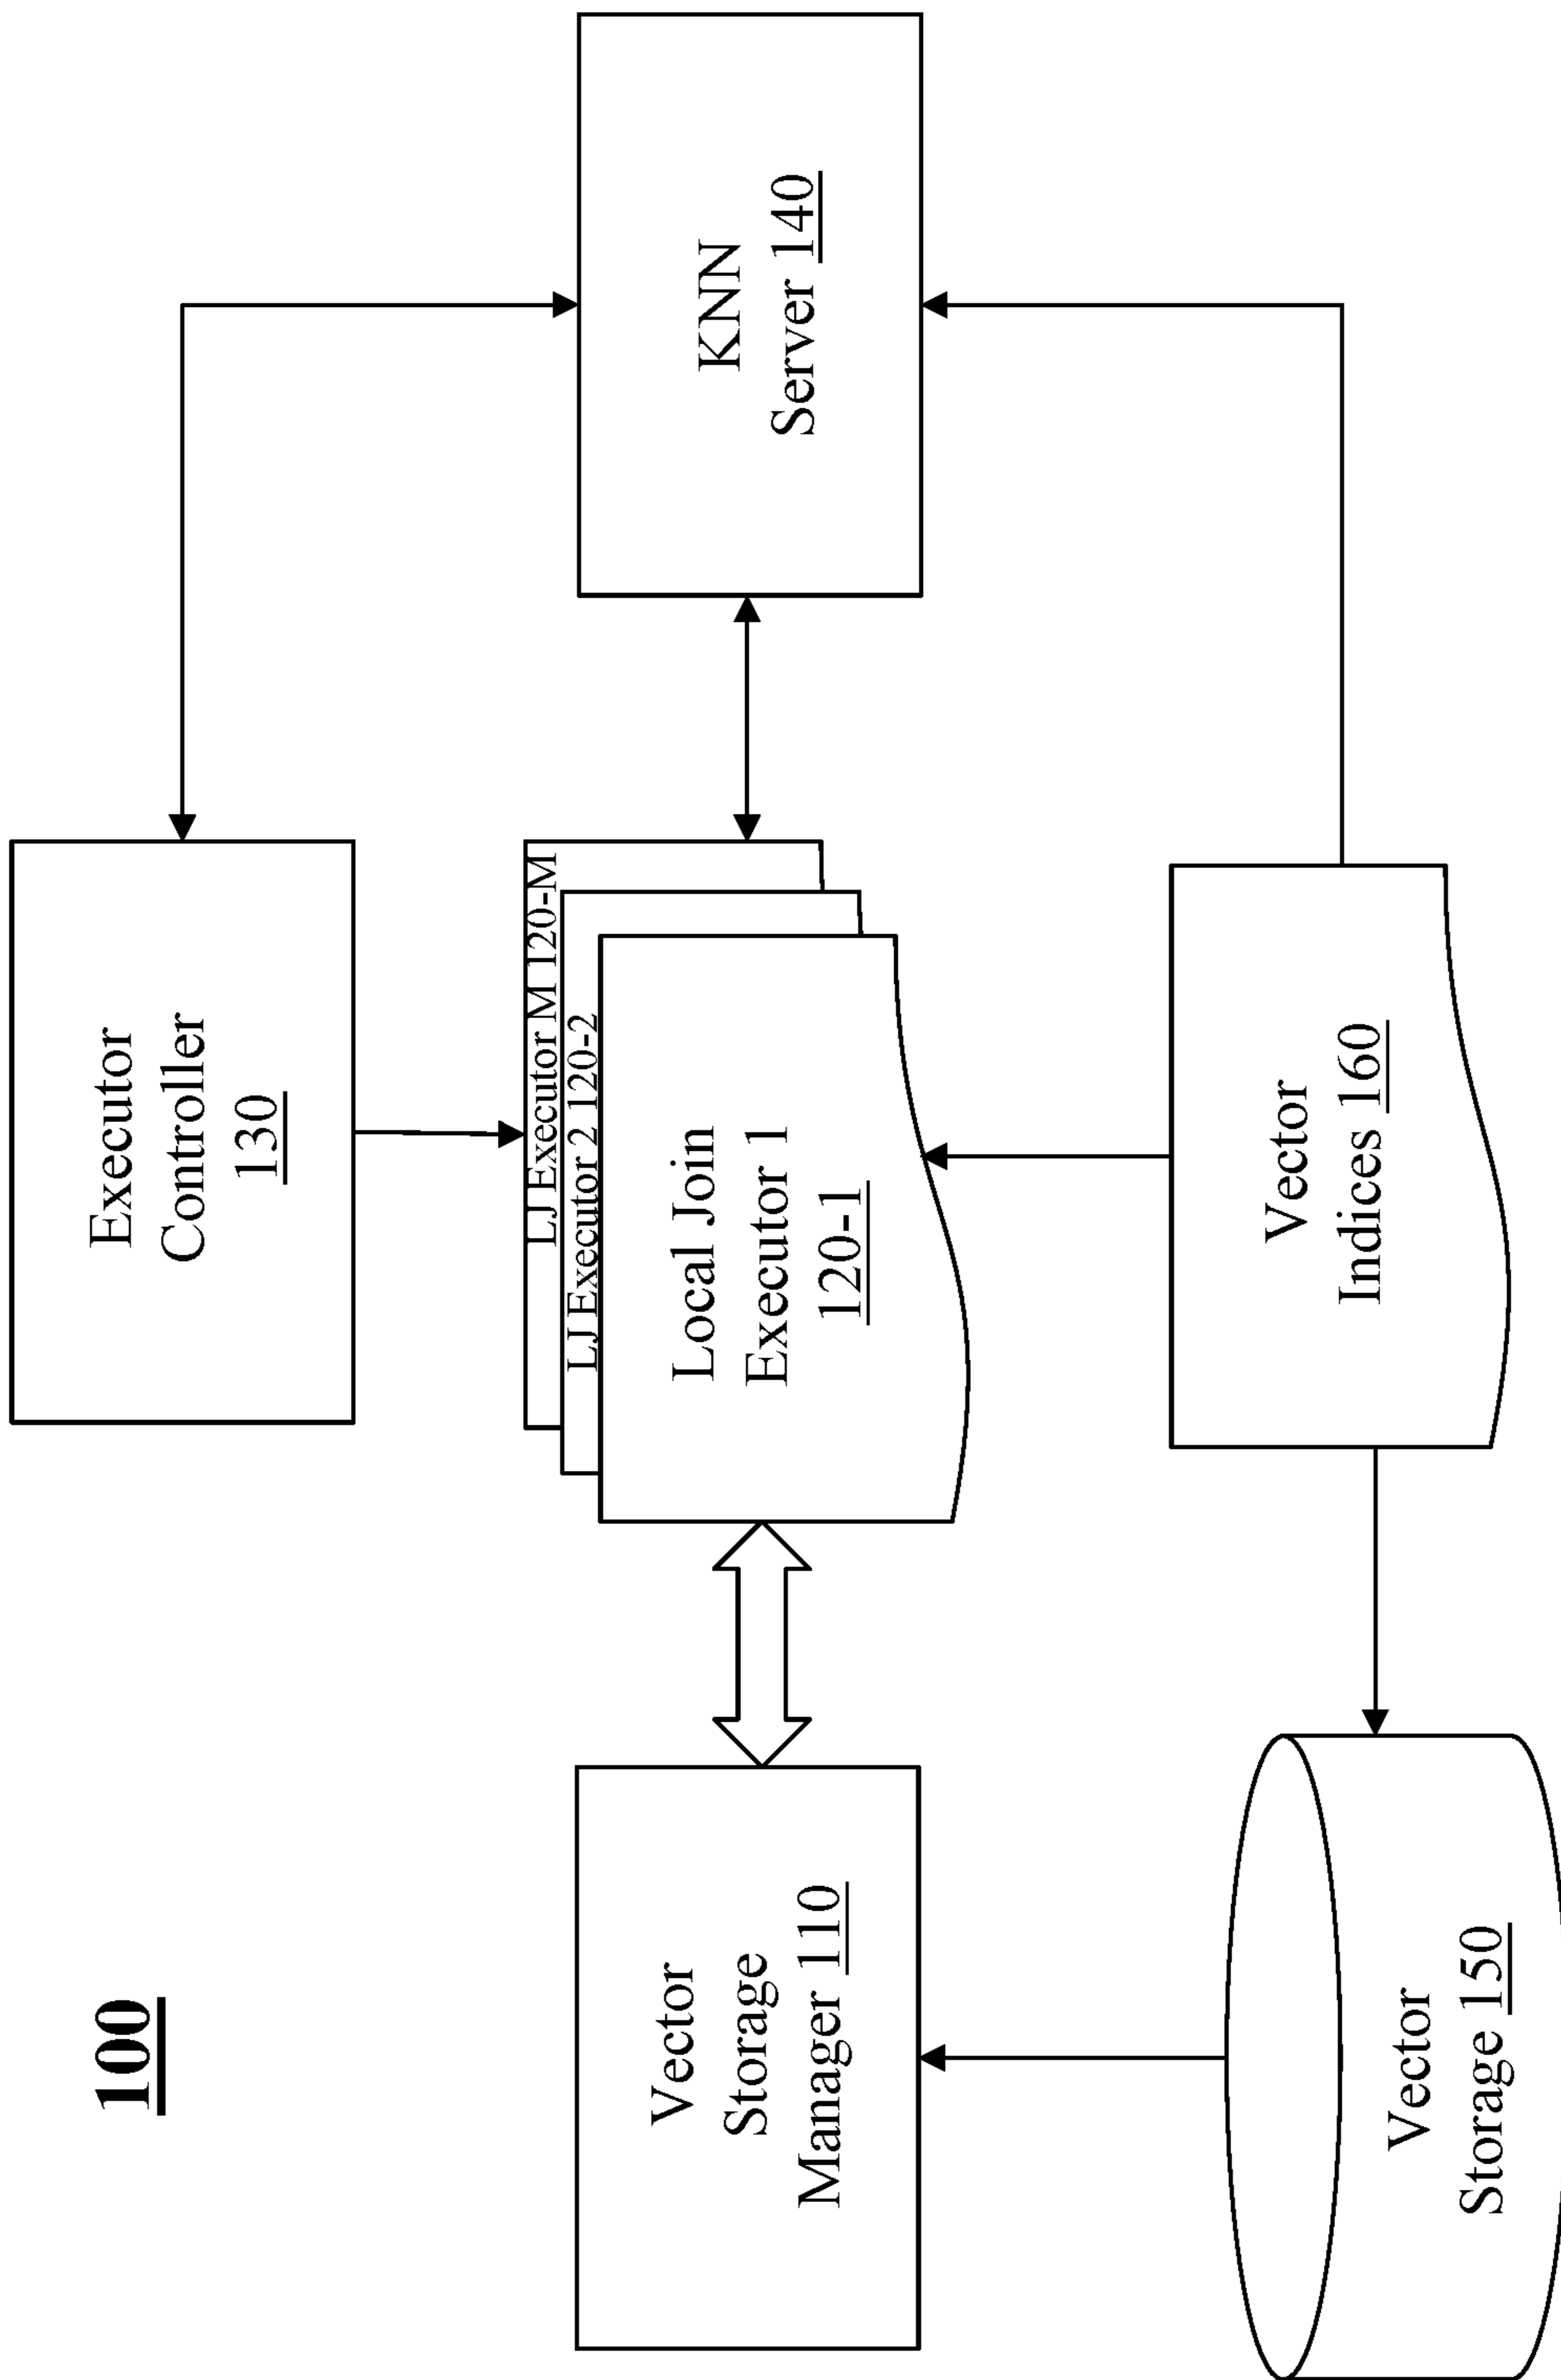 100
Executor
Controller
130
LJ Executor M 120-M
LJ Executor 2 120-2
Local Join
Executor 1
120-1
Vector
Storage
Manager 110
KNN
Server 140
Vector
Storage 150
Vector
Indices 160